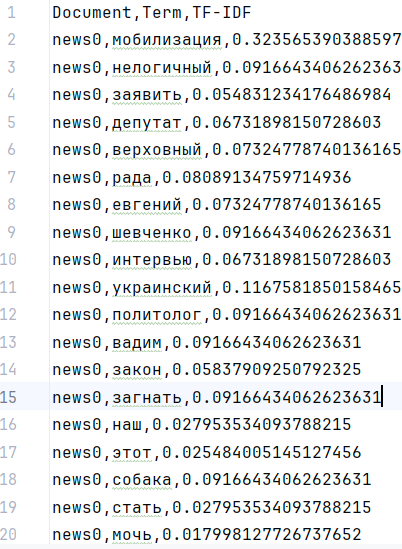 1 Document,Term,TF-IDF
2 news0,мобилизация,0.323565390388597
3 news0,нелогичный,0.0916643406262363
4 news0,заявить,0.054831234176486984
5 news0,депутат,0.06731898150728603
6 news0,верховный,0.07324778740136165
7 news0,рада,0.08089134759714936
8 news0,евгений,0.07324778740136165
9 news0,шевченко,0.09166434062623631
10 news0,интервью,0.06731898150728603
11 news0,украинский,0.1167581850158465
12 news0,политолог,0.09166434062623631
13 news0,вадим,0.09166434062623631
14 news0,закон,0.05837909250792325
15 news0,загнать,0.09166434062623631
16 news0,наш,0.027953534093788215
17 news0,этот,0.025484005145127456
18 news0,собака,0.09166434062623631
19 news0,стать,0.027953534093788215
20 news0,мочь,0.017998127726737652